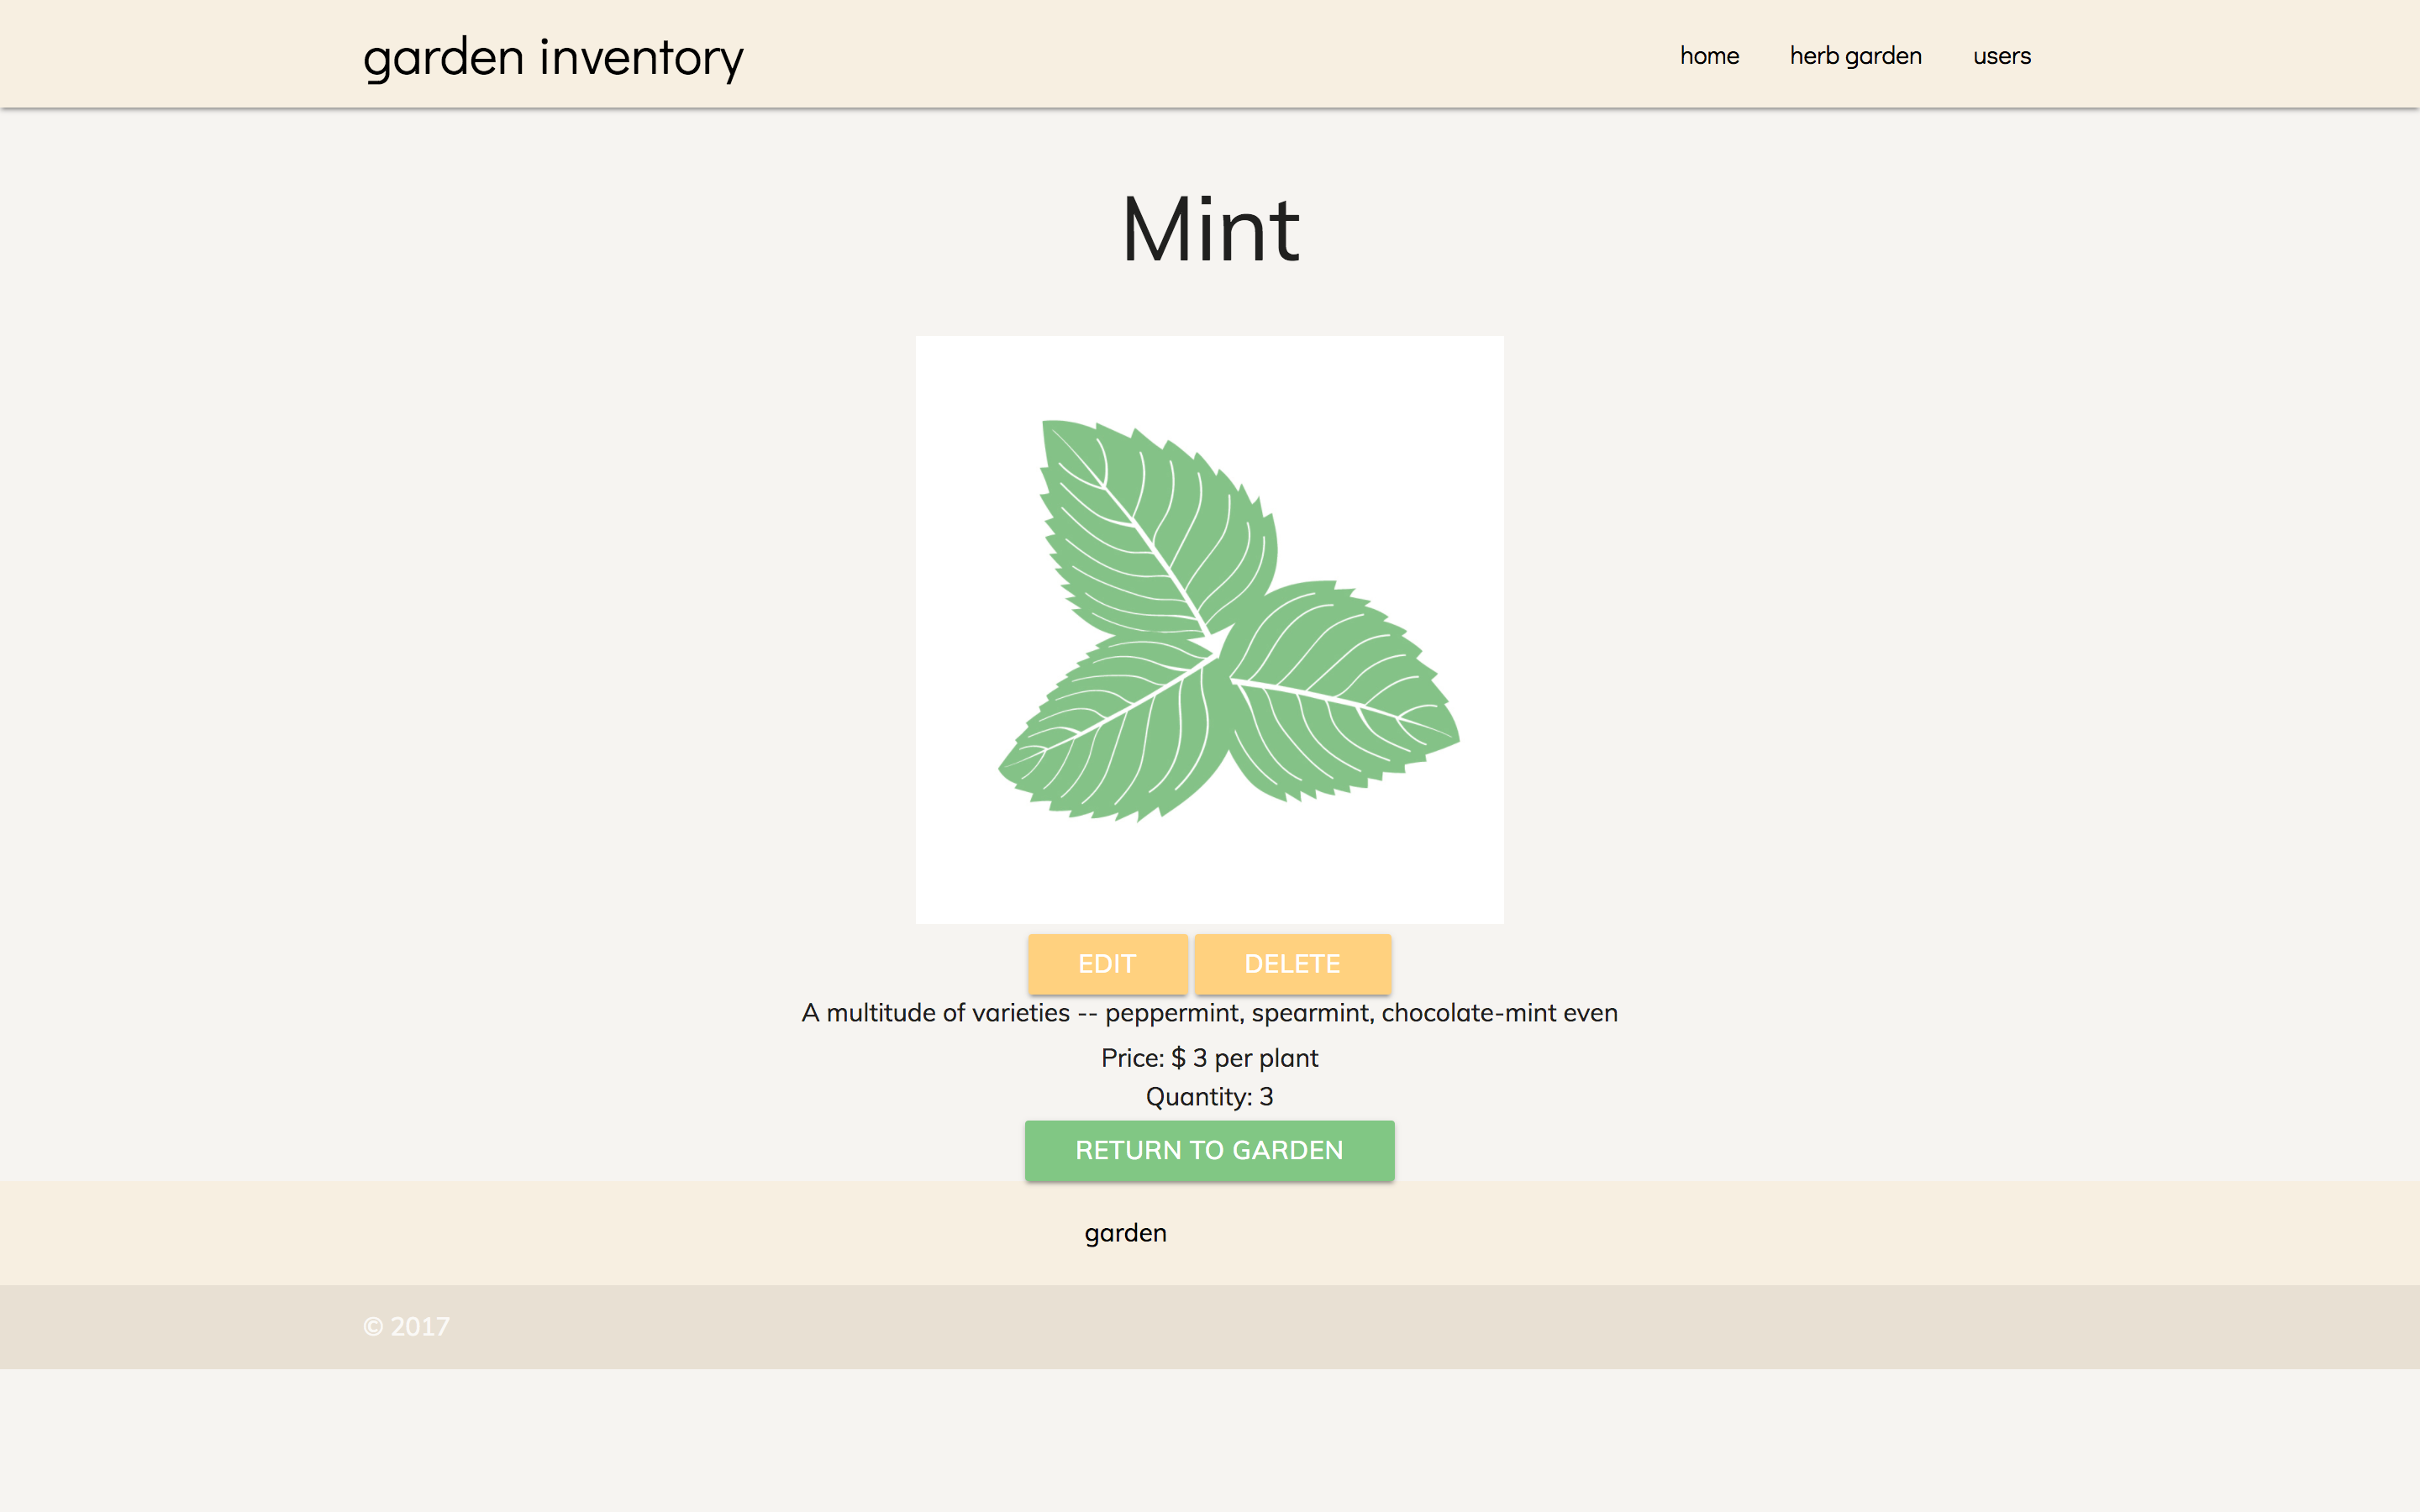 garden inventory
home herb garden users
Mint
EDIT DELETE
A multitude of varieties -- peppermint, spearmint, chocolate-mint even
Price: $ 3 per plant
Quantity: 3
RETURN TO GARDEN
garden
© 2017